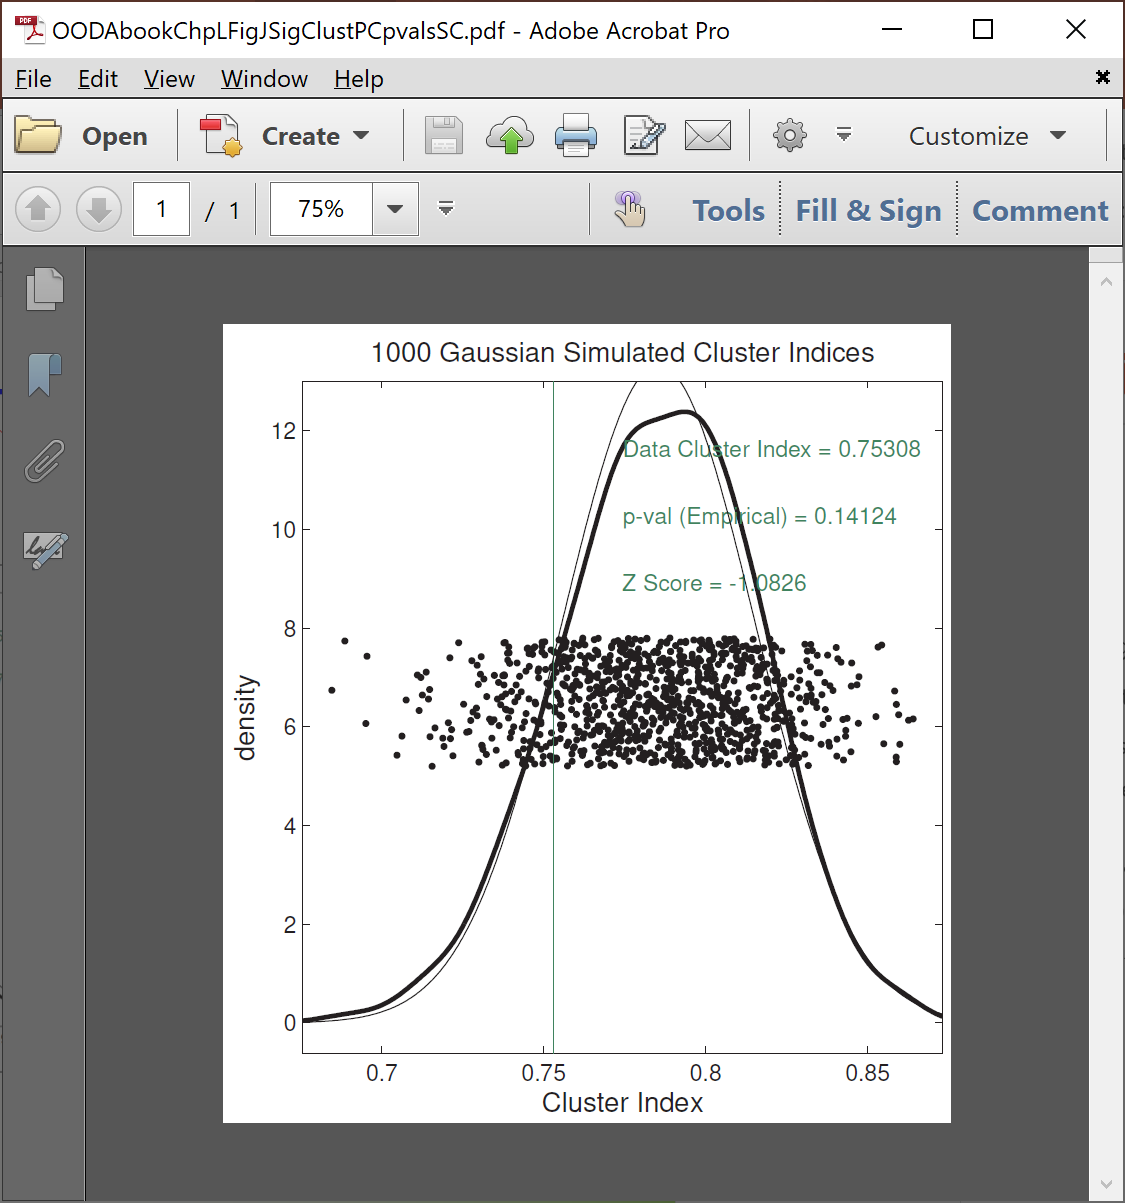 OODAbookChpLFigJSigClustPCpvalsSC.pdf - Adobe Acrobat Pro
File Edit View Window Help
Open Create Customize
1 / 1 75% Tools Fill & Sign Comment
1000 Gaussian Simulated Cluster Indices
12
Data Cluster Index = 0.75308
p-val (Empirical) = 0.14124
10
Z Score = -1.0826
8
density
6
4
2
0
0.7 0.75 0.8 0.85
Cluster Index